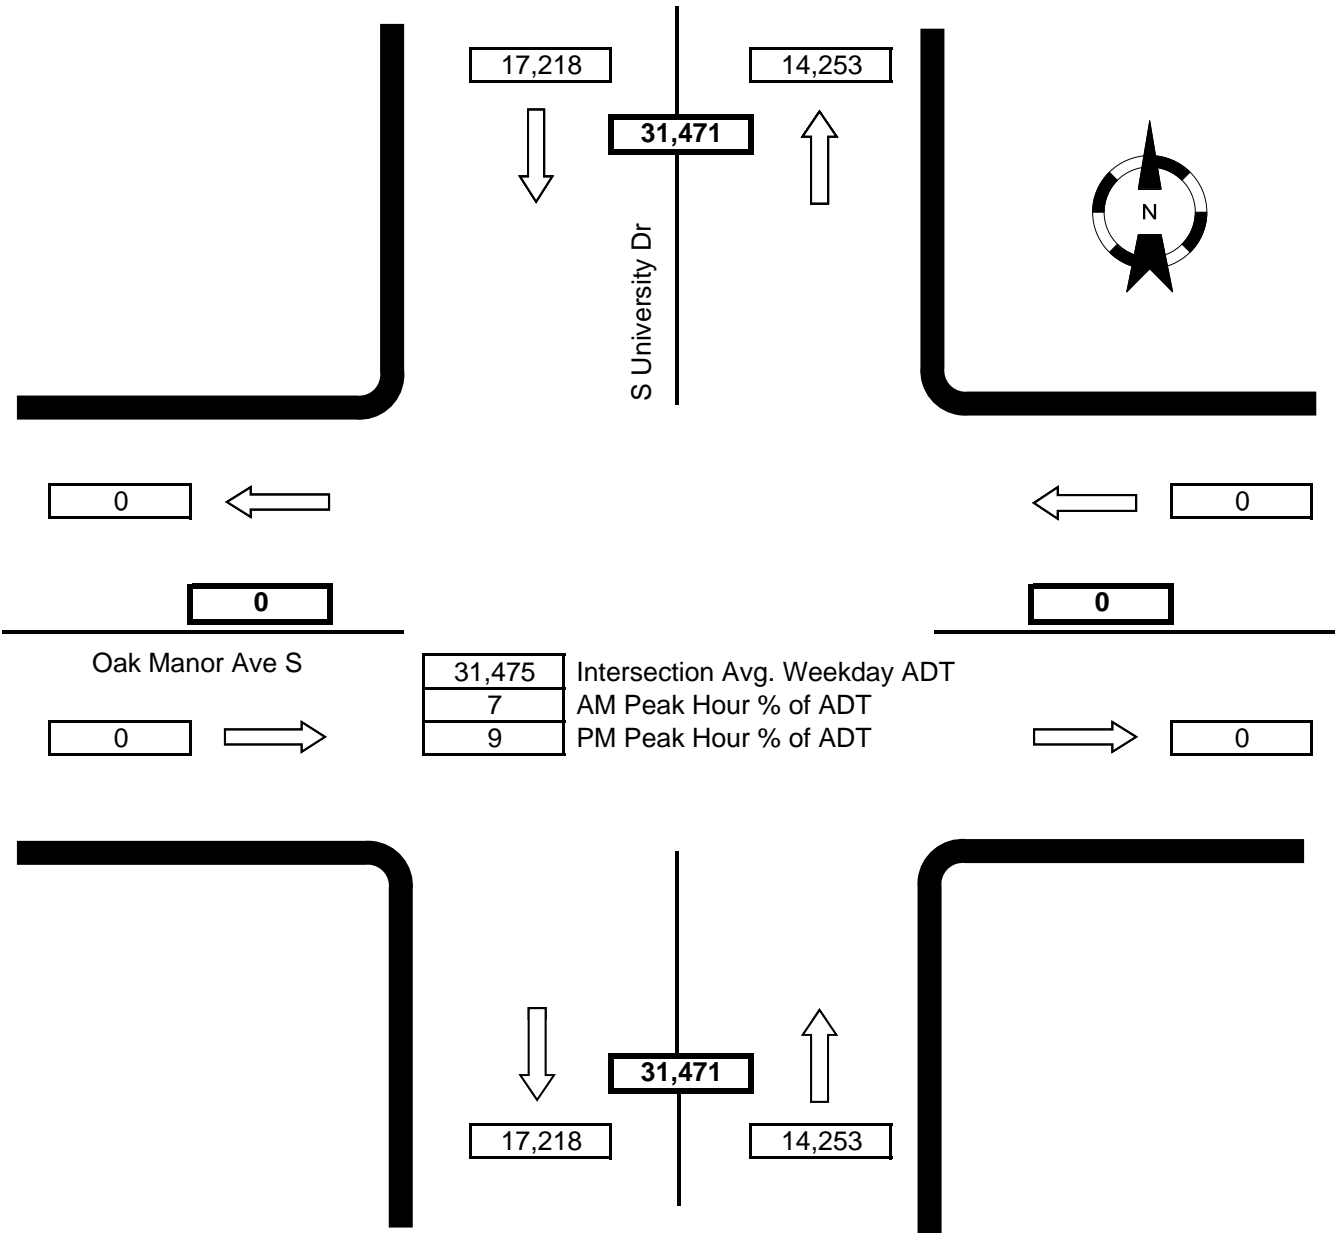 17,218
14,253
31,471
S University Dr
N
0
0
0
0
Oak Manor Ave S
31,475 Intersection Avg. Weekday ADT
7 AM Peak Hour % of ADT
9 PM Peak Hour % of ADT
0
0
31,471
17,218
14,253